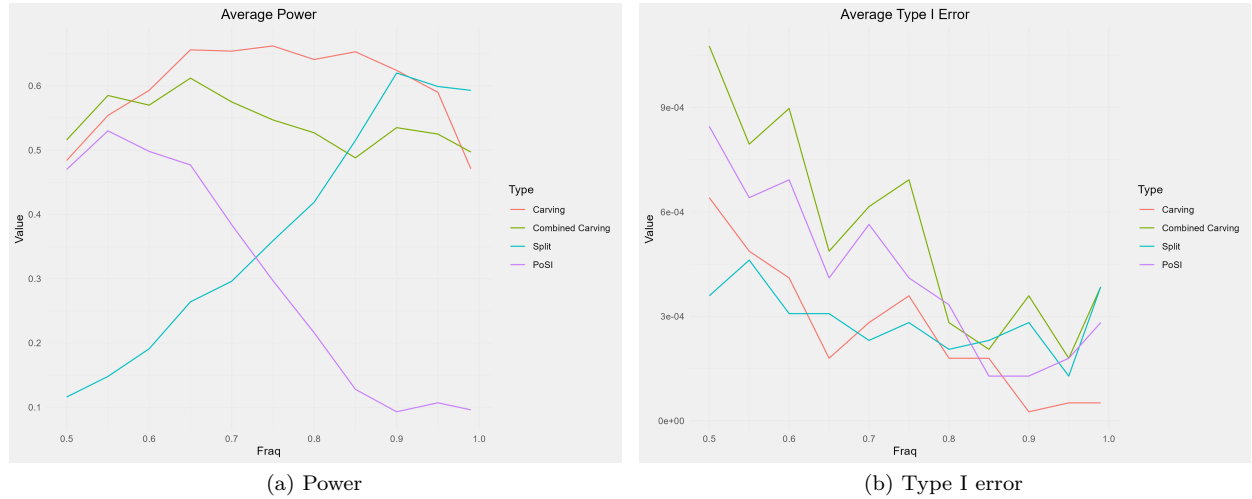 Average Power
Value
0.6
0.5
0.4
0.3
0.2
0.1
0.5 0.6 0.7 0.8 0.9 1.0
Fraq
Type
Carving
Combined Carving
Split
PoSI
(a) Power
Average Type I Error
Value
9e-04
6e-04
3e-04
0e+00
0.5 0.6 0.7 0.8 0.9 1.0
Fraq
Type
Carving
Combined Carving
Split
PoSI
(b) Type I error